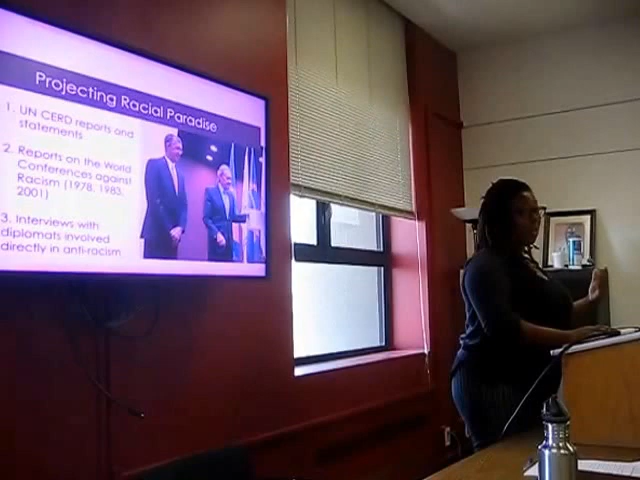 Projecting Racial Paradise
1. UN CERD reports and
statements
2. Reports on the World
Conferences against
Racism (1978, 1983,
2001)
3. Interviews with
diplomats involved
directly in anti-racism